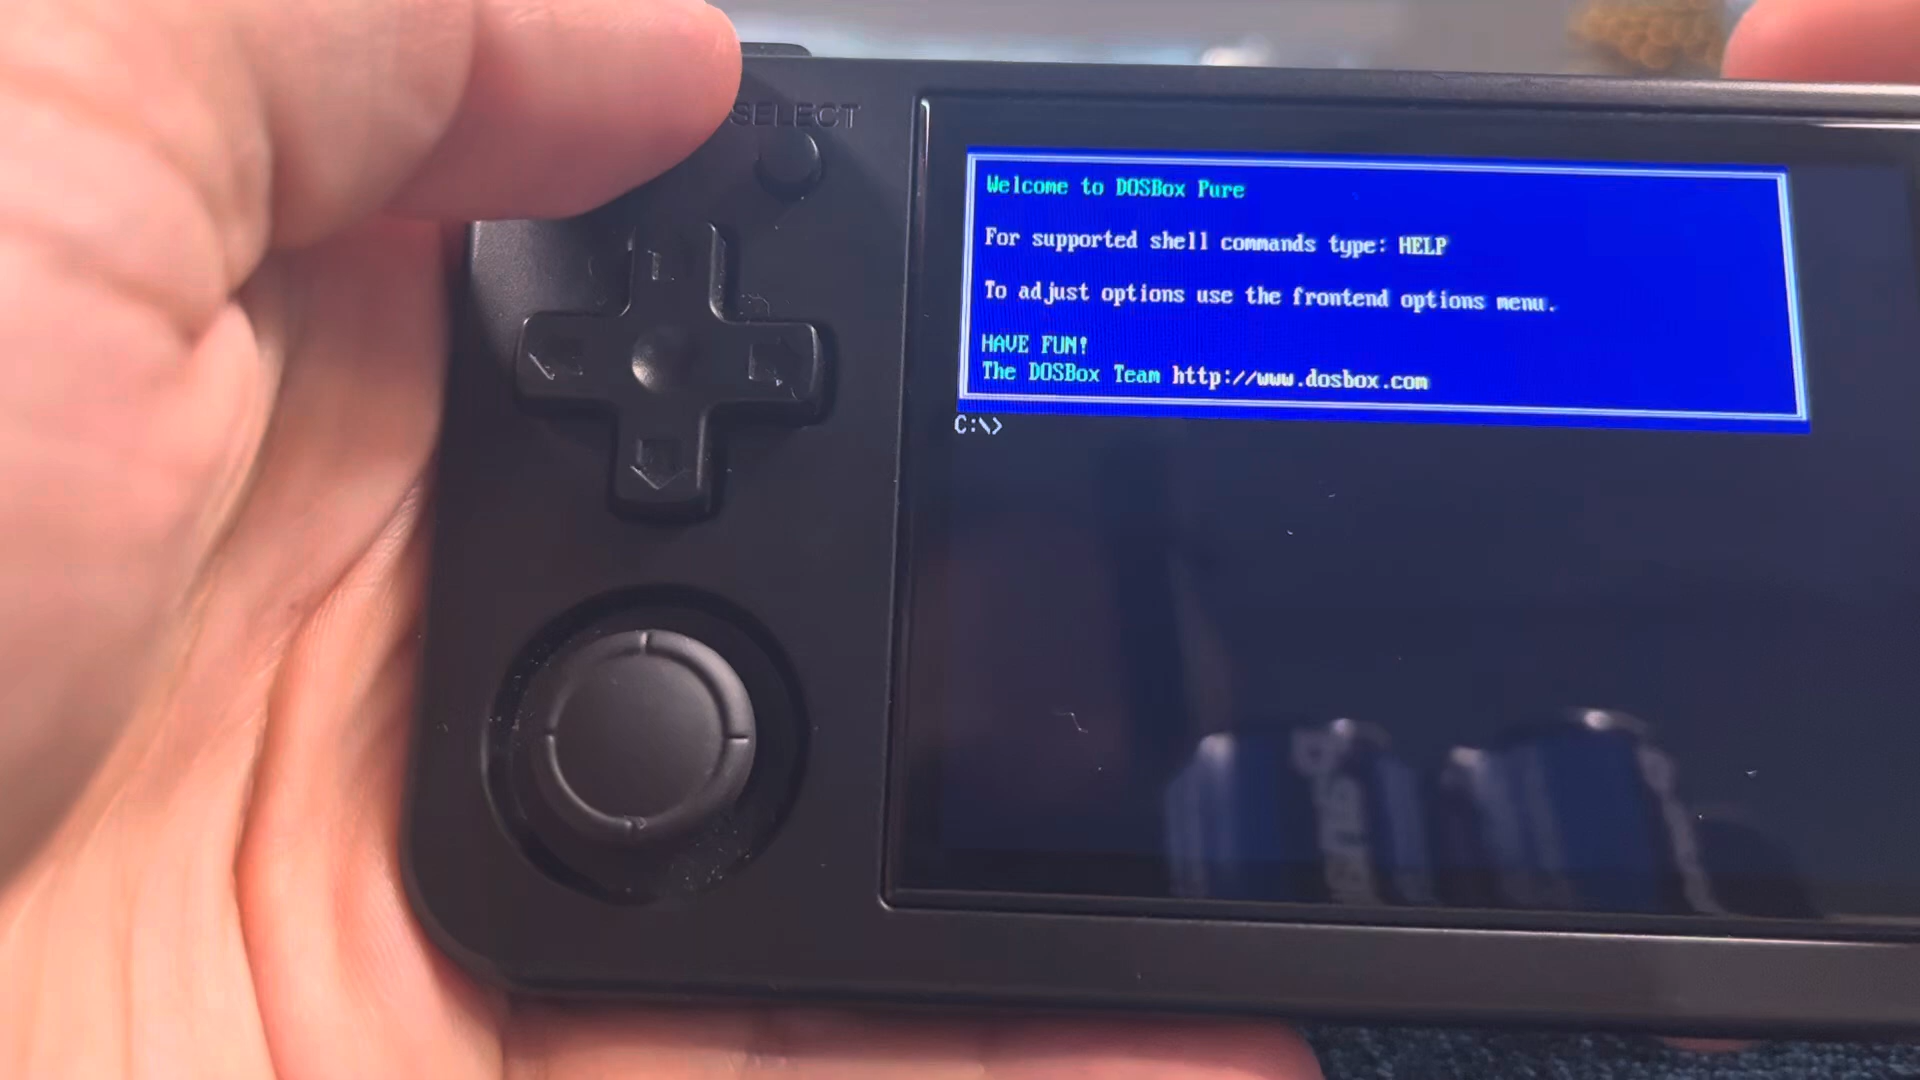 SELECT
Welcome to DOSBox Pure
For supported shell commands type: HELP
To adjust options use the frontend options menu.
HAVE FUN!
The DOSBox Team http://www.dosbox.com
C:\>